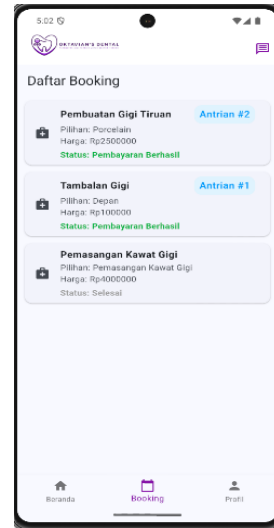 5:02
OKTAVIAN'S DENTAL
Daftar Booking
Pembuatan Gigi Tiruan
Antrian #2
Pilihan: Porcelain
Harga: Rp2500000
Status: Pembayaran Berhasil
Tambalan Gigi
Antrian #1
Pilihan: Depan
Harga: Rp100000
Status: Pembayaran Berhasil
Pemasangan Kawat Gigi
Pilihan: Pemasangan Kawat Gigi
Harga: Rp4000000
Status: Selesai
Beranda
Booking
Profil